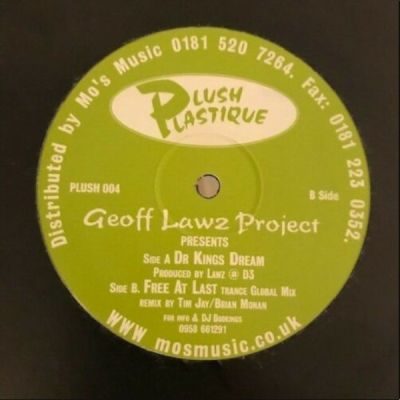 Distributed by Mo's Music 0181 520 7264. Fax: 0181 223 0352.
PLUSH
PLASTIQUE
PLUSH 004
B Side
Geoff Lawz Project
PRESENTS
SIDE A DR KINGS DREAM
PRODUCED BY LAWZ @ D3
SIDE B. FREE AT LAST TRANCE GLOBAL MIX
REMIX BY TIM JAY/BRIAN MOHAN
FOR INFO & DJ BOOKINGS
0958 661291
www.mosmusic.co.uk